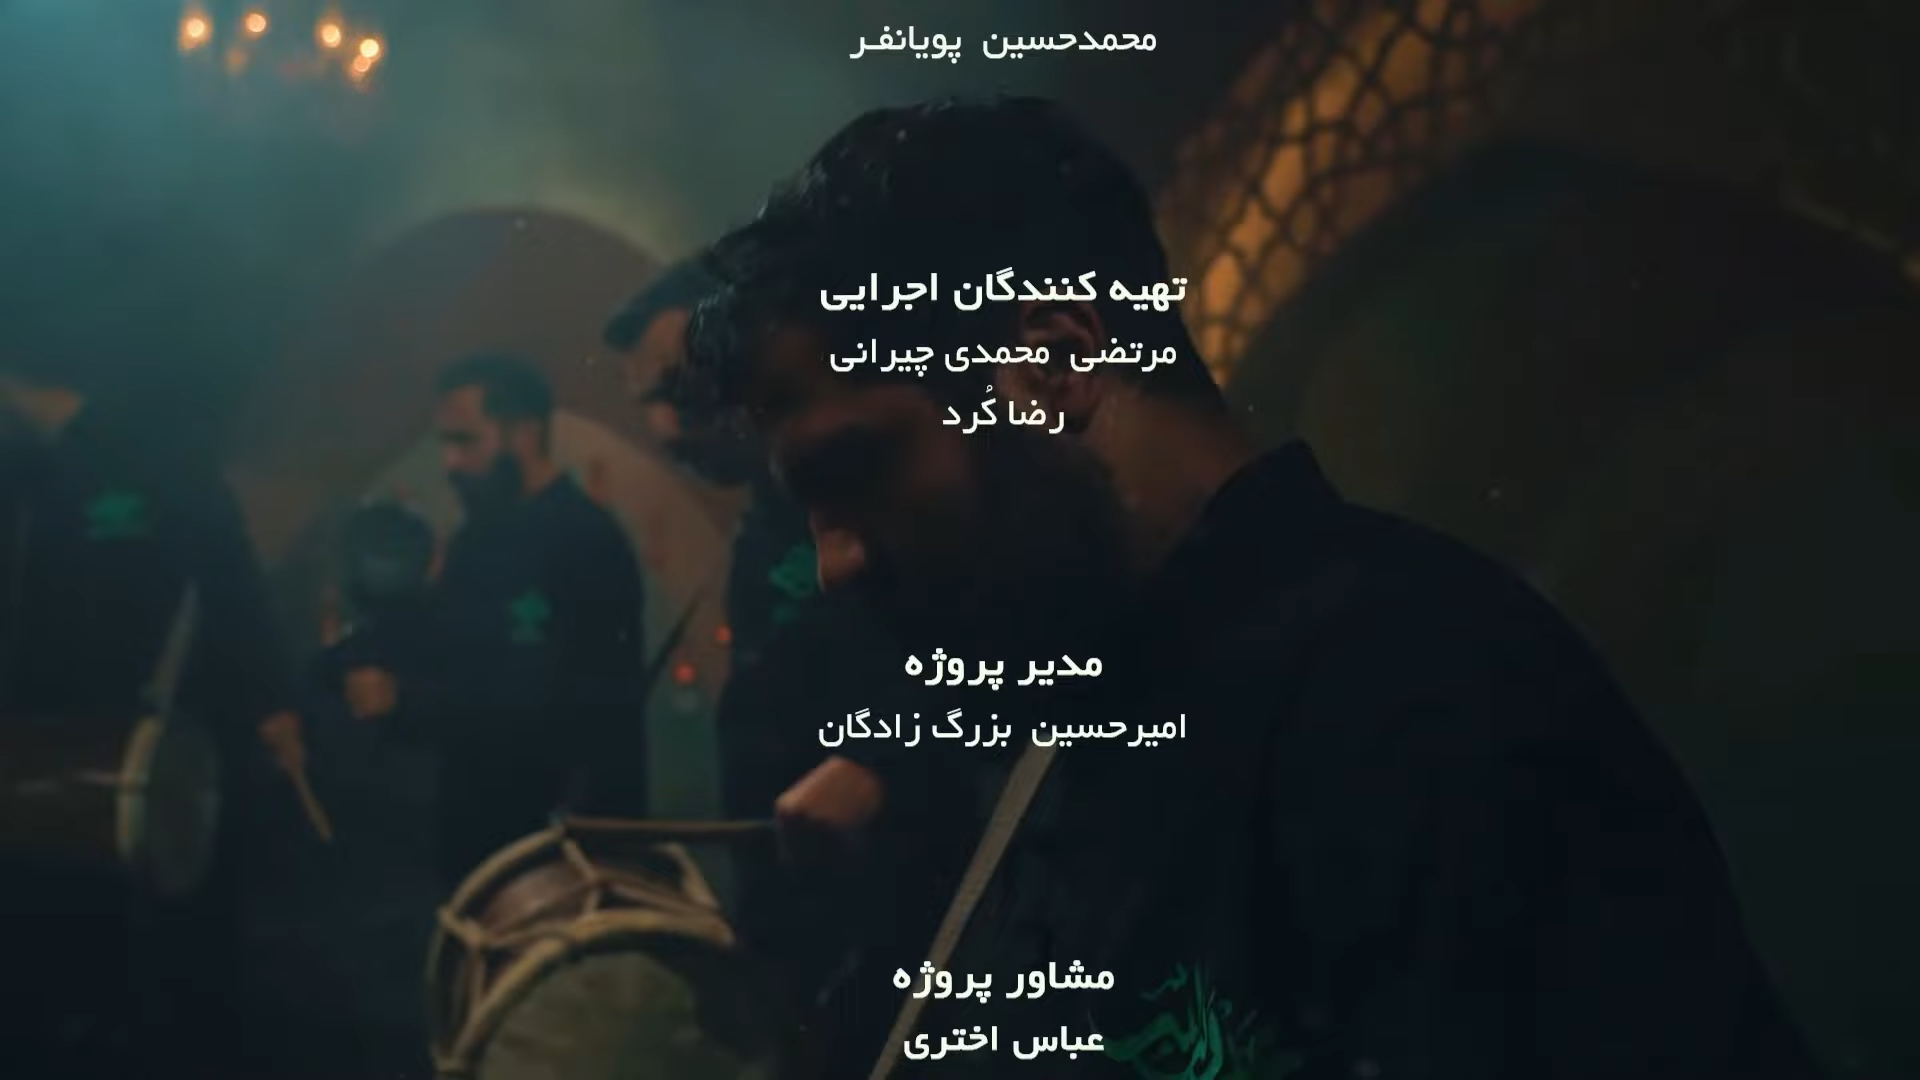 محمدحسین پویانفر
تهیه کنندگان اجرایی
مرتضی محمدی چیرانی
رضا کُرد
مدیر پروژه
امیرحسین بزرگ زادگان
مشاور پروژه
عباس اختری